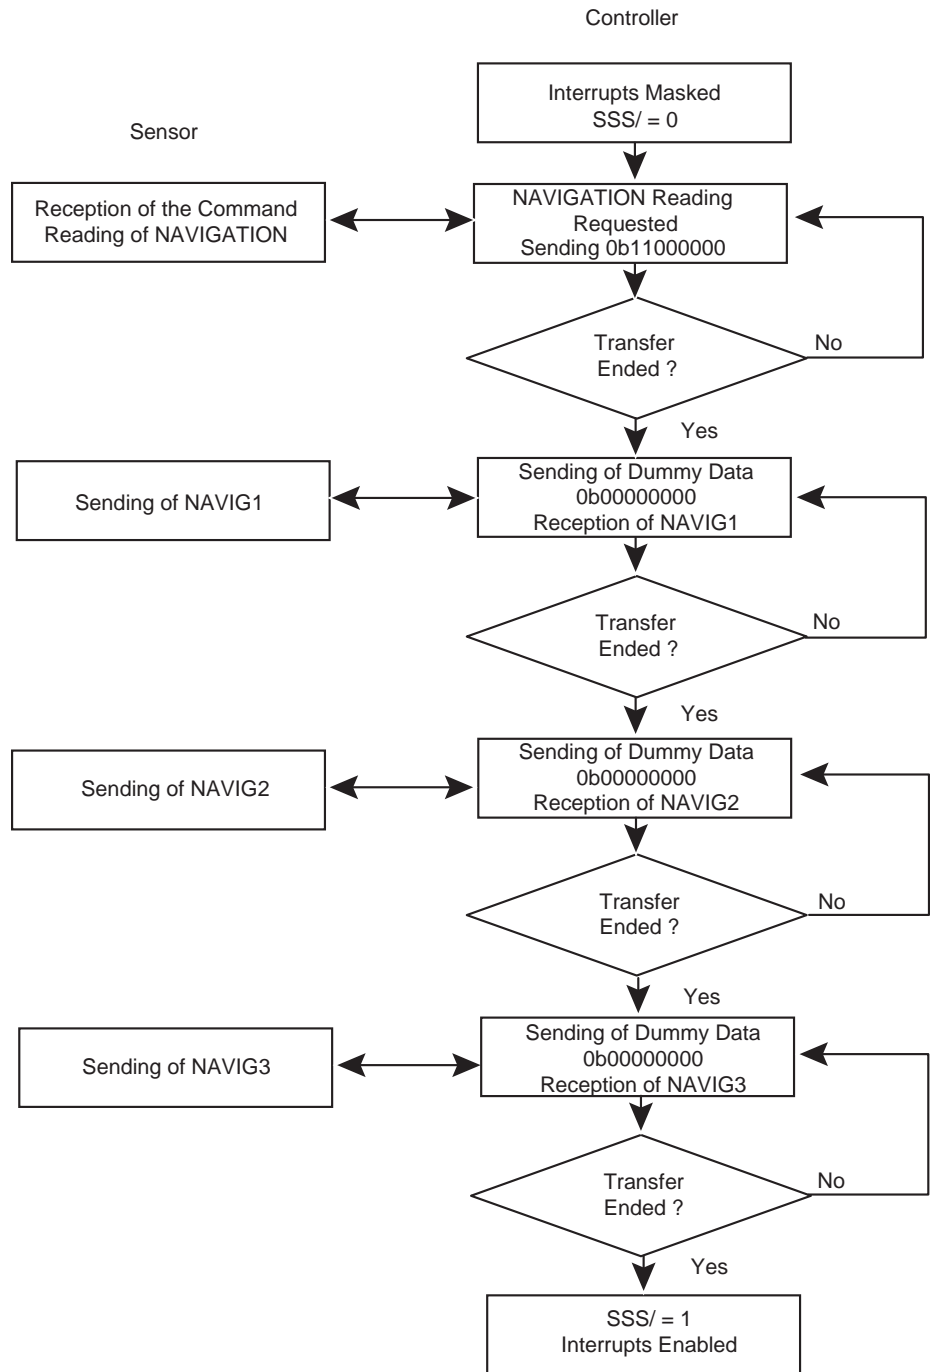 Controller
Interrupts Masked
SSS/ = 0
Sensor
Reception of the Command
Reading of NAVIGATION
NAVIGATION Reading
Requested
Sending 0b11000000
Transfer
Ended ?
No
Yes
Sending of NAVIG1
Sending of Dummy Data
0b00000000
Reception of NAVIG1
Transfer
Ended ?
No
Yes
Sending of NAVIG2
Sending of Dummy Data
0b00000000
Reception of NAVIG2
Transfer
Ended ?
No
Yes
Sending of NAVIG3
Sending of Dummy Data
0b00000000
Reception of NAVIG3
Transfer
Ended ?
No
Yes
SSS/ = 1
Interrupts Enabled